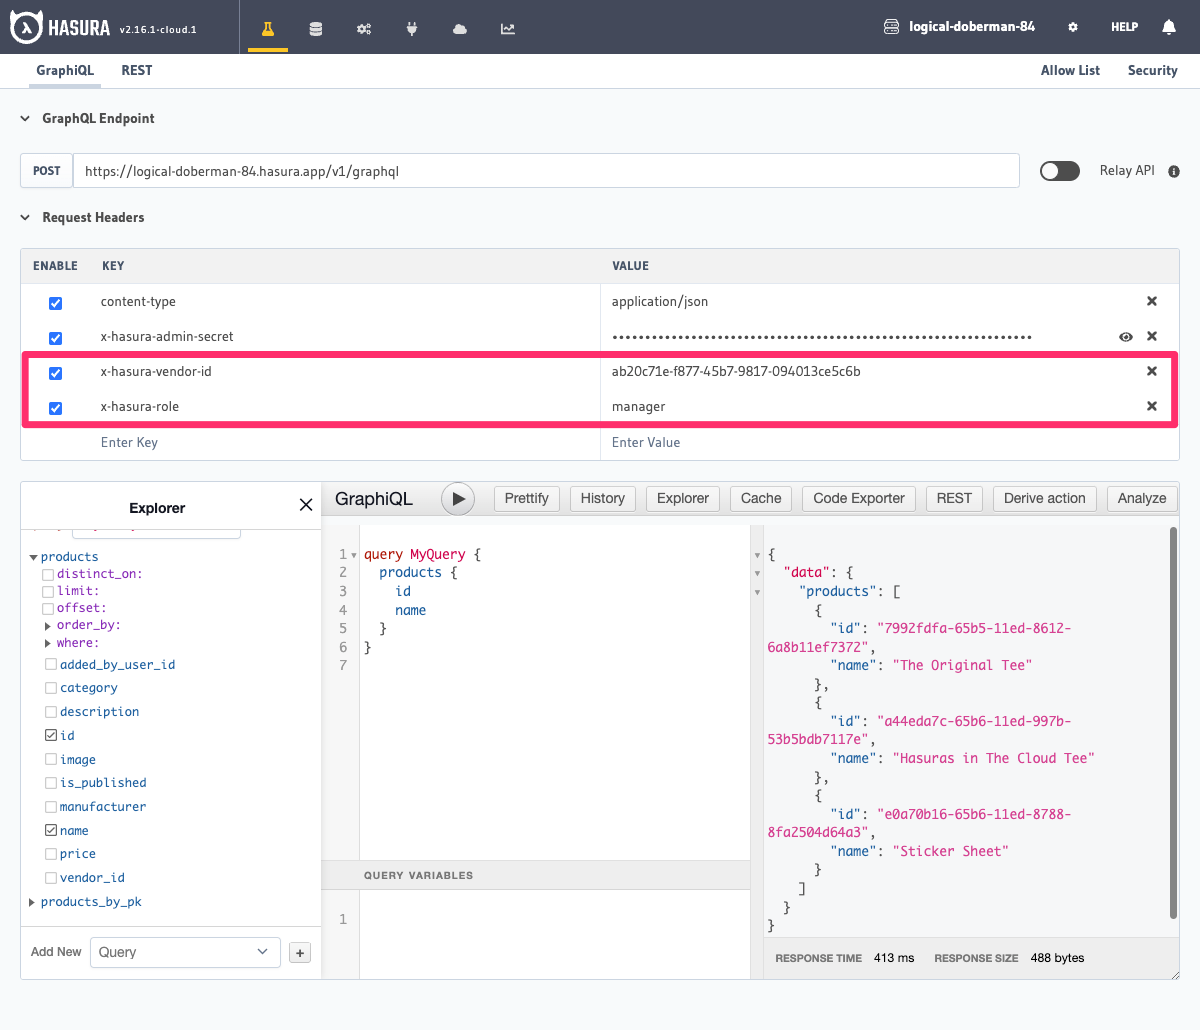 HASURA v2.16.1-cloud.1
logical-doberman-84
HELP
GraphiQL REST
Allow List Security
GraphQL Endpoint
POST https://logical-doberman-84.hasura.app/v1/graphql
Relay API
Request Headers
ENABLE KEY VALUE
content-type application/json
x-hasura-admin-secret ••••••••••••••••••••••••••••••••••••••••••••••••••••••••••••••••
x-hasura-vendor-id ab20c71e-f877-45b7-9817-094013ce5c6b
x-hasura-role manager
Enter Key Enter Value
Explorer
products
distinct_on:
limit:
offset:
order_by:
where:
added_by_user_id
category
description
id
image
is_published
manufacturer
name
price
vendor_id
products_by_pk
Add New Query +
GraphiQL Prettify History Explorer Cache Code Exporter REST Derive action Analyze
1 query MyQuery {
2 products {
3 id
4 name
5 }
6 }
7
QUERY VARIABLES
1
{
"data": {
"products": [
{
"id": "7992fdfa-65b5-11ed-8612-
6a8b11ef7372",
"name": "The Original Tee"
},
{
"id": "a44eda7c-65b6-11ed-997b-
53b5bdb7117e",
"name": "Hasuras in The Cloud Tee"
},
{
"id": "e0a70b16-65b6-11ed-8788-
8fa2504d64a3",
"name": "Sticker Sheet"
}
]
}
}
RESPONSE TIME 413 ms RESPONSE SIZE 488 bytes